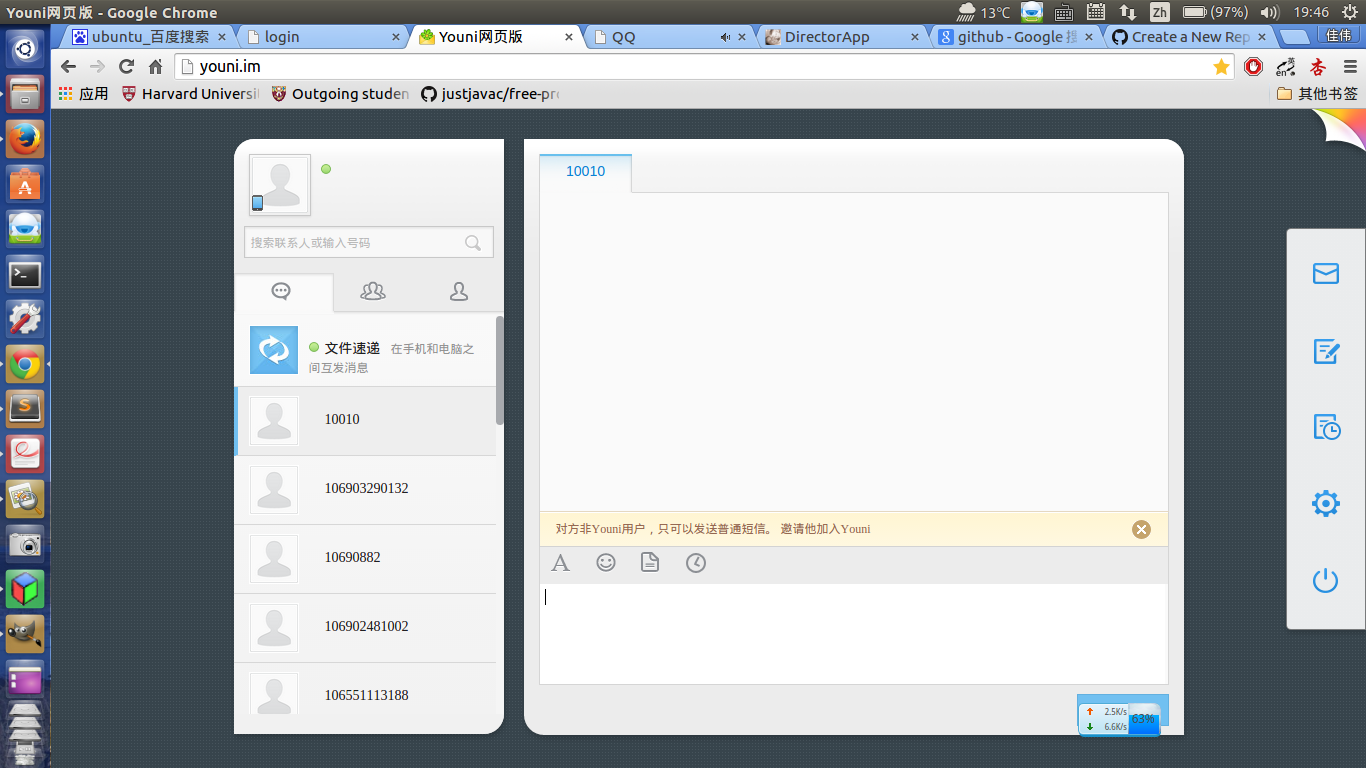 Youni网页版 - Google Chrome
13°C
Zh
(97%)
19:46
ubuntu_百度搜索
login
Youni网页版
QQ
DirectorApp
github - Google 搜
Create a New Rep
佳伟
youni.im
en
英
杏
应用
Harvard Universi
Outgoing studen
justjavac/free-pr
其他书签
搜索联系人或输入号码
文件速递 在手机和电脑之
间互发消息
10010
106903290132
10690882
106902481002
106551113188
10010
对方非Youni用户，只可以发送普通短信。 邀请他加入Youni
A
2.5K/s
6.6K/s
63%